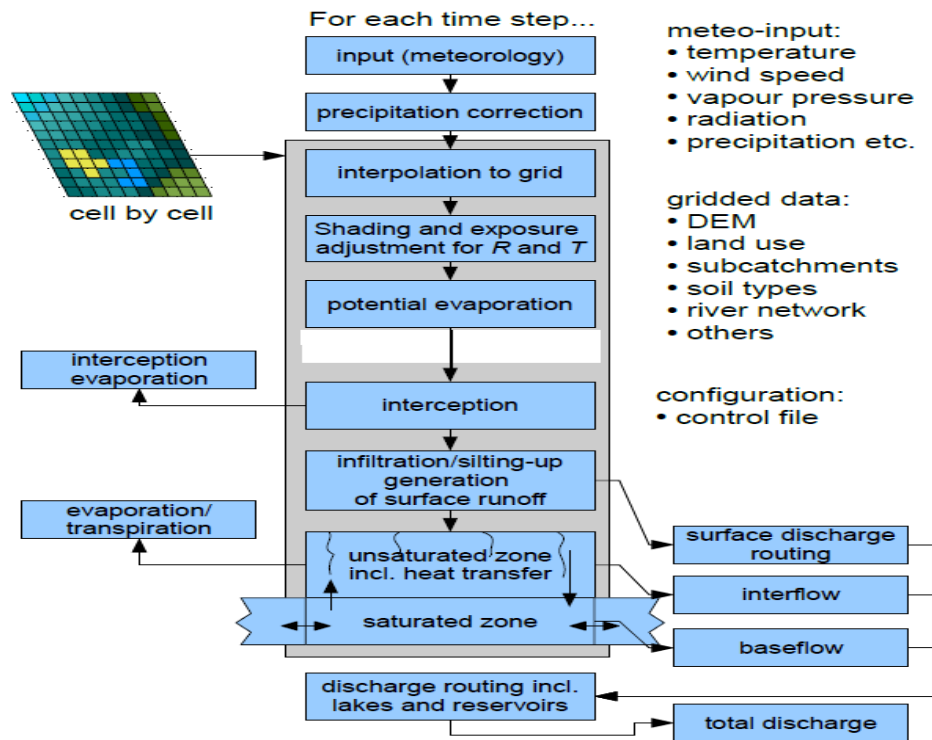 For each time step...
input (meteorology)
precipitation correction
interpolation to grid
cell by cell
Shading and exposure
adjustment for R and T
potential evaporation
interception
evaporation
interception
infiltration/silting-up
generation
of surface runoff
evaporation/
transpiration
unsaturated zone
incl. heat transfer
saturated zone
surface discharge
routing
interflow
baseflow
discharge routing incl.
lakes and reservoirs
total discharge
meteo-input:
• temperature
• wind speed
• vapour pressure
• radiation
• precipitation etc.
gridded data:
• DEM
• land use
• subcatchments
• soil types
• river network
• others
configuration:
• control file